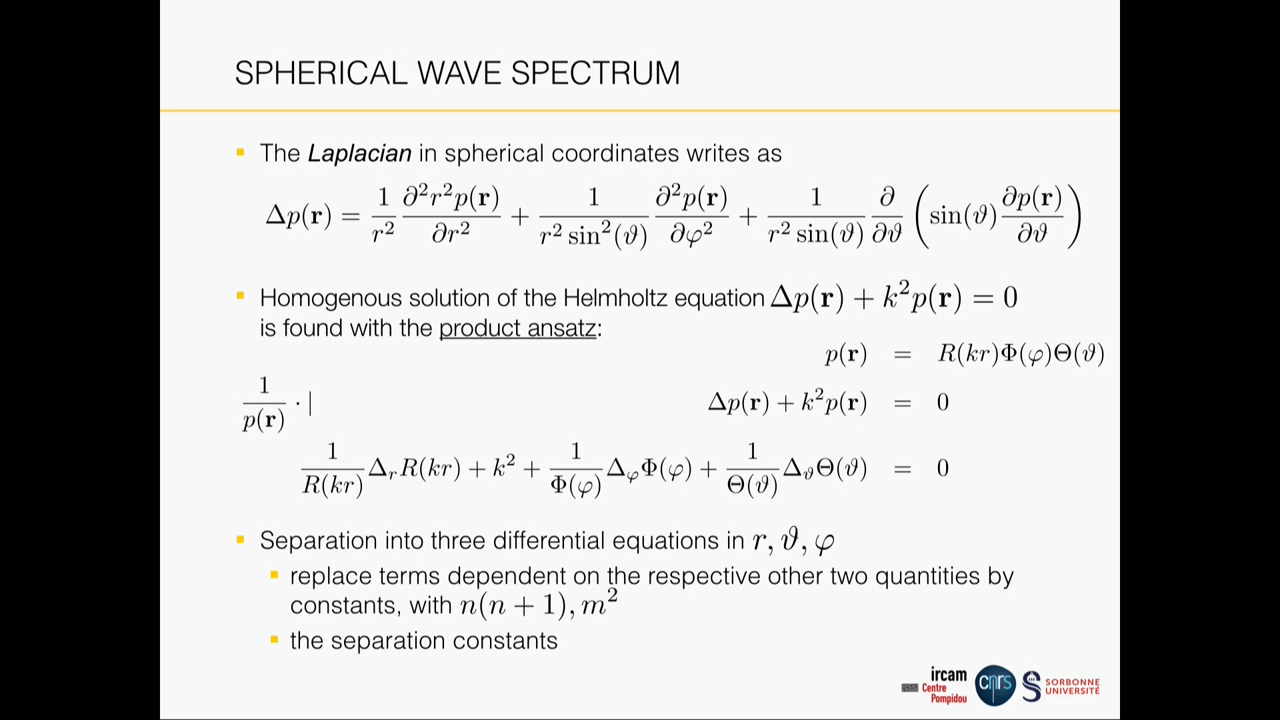 SPHERICAL WAVE SPECTRUM
The Laplacian in spherical coordinates writes as
Δp(𝐫) = 1/r² ∂²r²p(𝐫)/∂r² + 1/(r² sin²(ϑ)) ∂²p(𝐫)/∂φ² + 1/(r² sin(ϑ)) ∂/∂ϑ (sin(ϑ) ∂p(𝐫)/∂ϑ)
Homogenous solution of the Helmholtz equation Δp(𝐫) + k²p(𝐫) = 0
is found with the product ansatz:
p(𝐫) = R(kr)Φ(φ)Θ(ϑ)
1/p(𝐫) · | Δp(𝐫) + k²p(𝐫) = 0
1/R(kr) Δᵣ R(kr) + k² + 1/Φ(φ) Δ_φ Φ(φ) + 1/Θ(ϑ) Δ_ϑ Θ(ϑ) = 0
Separation into three differential equations in r, ϑ, φ
replace terms dependent on the respective other two quantities by
constants, with n(n + 1), m²
the separation constants
ircam
Centre
Pompidou
cnrs
SORBONNE
UNIVERSITÉ